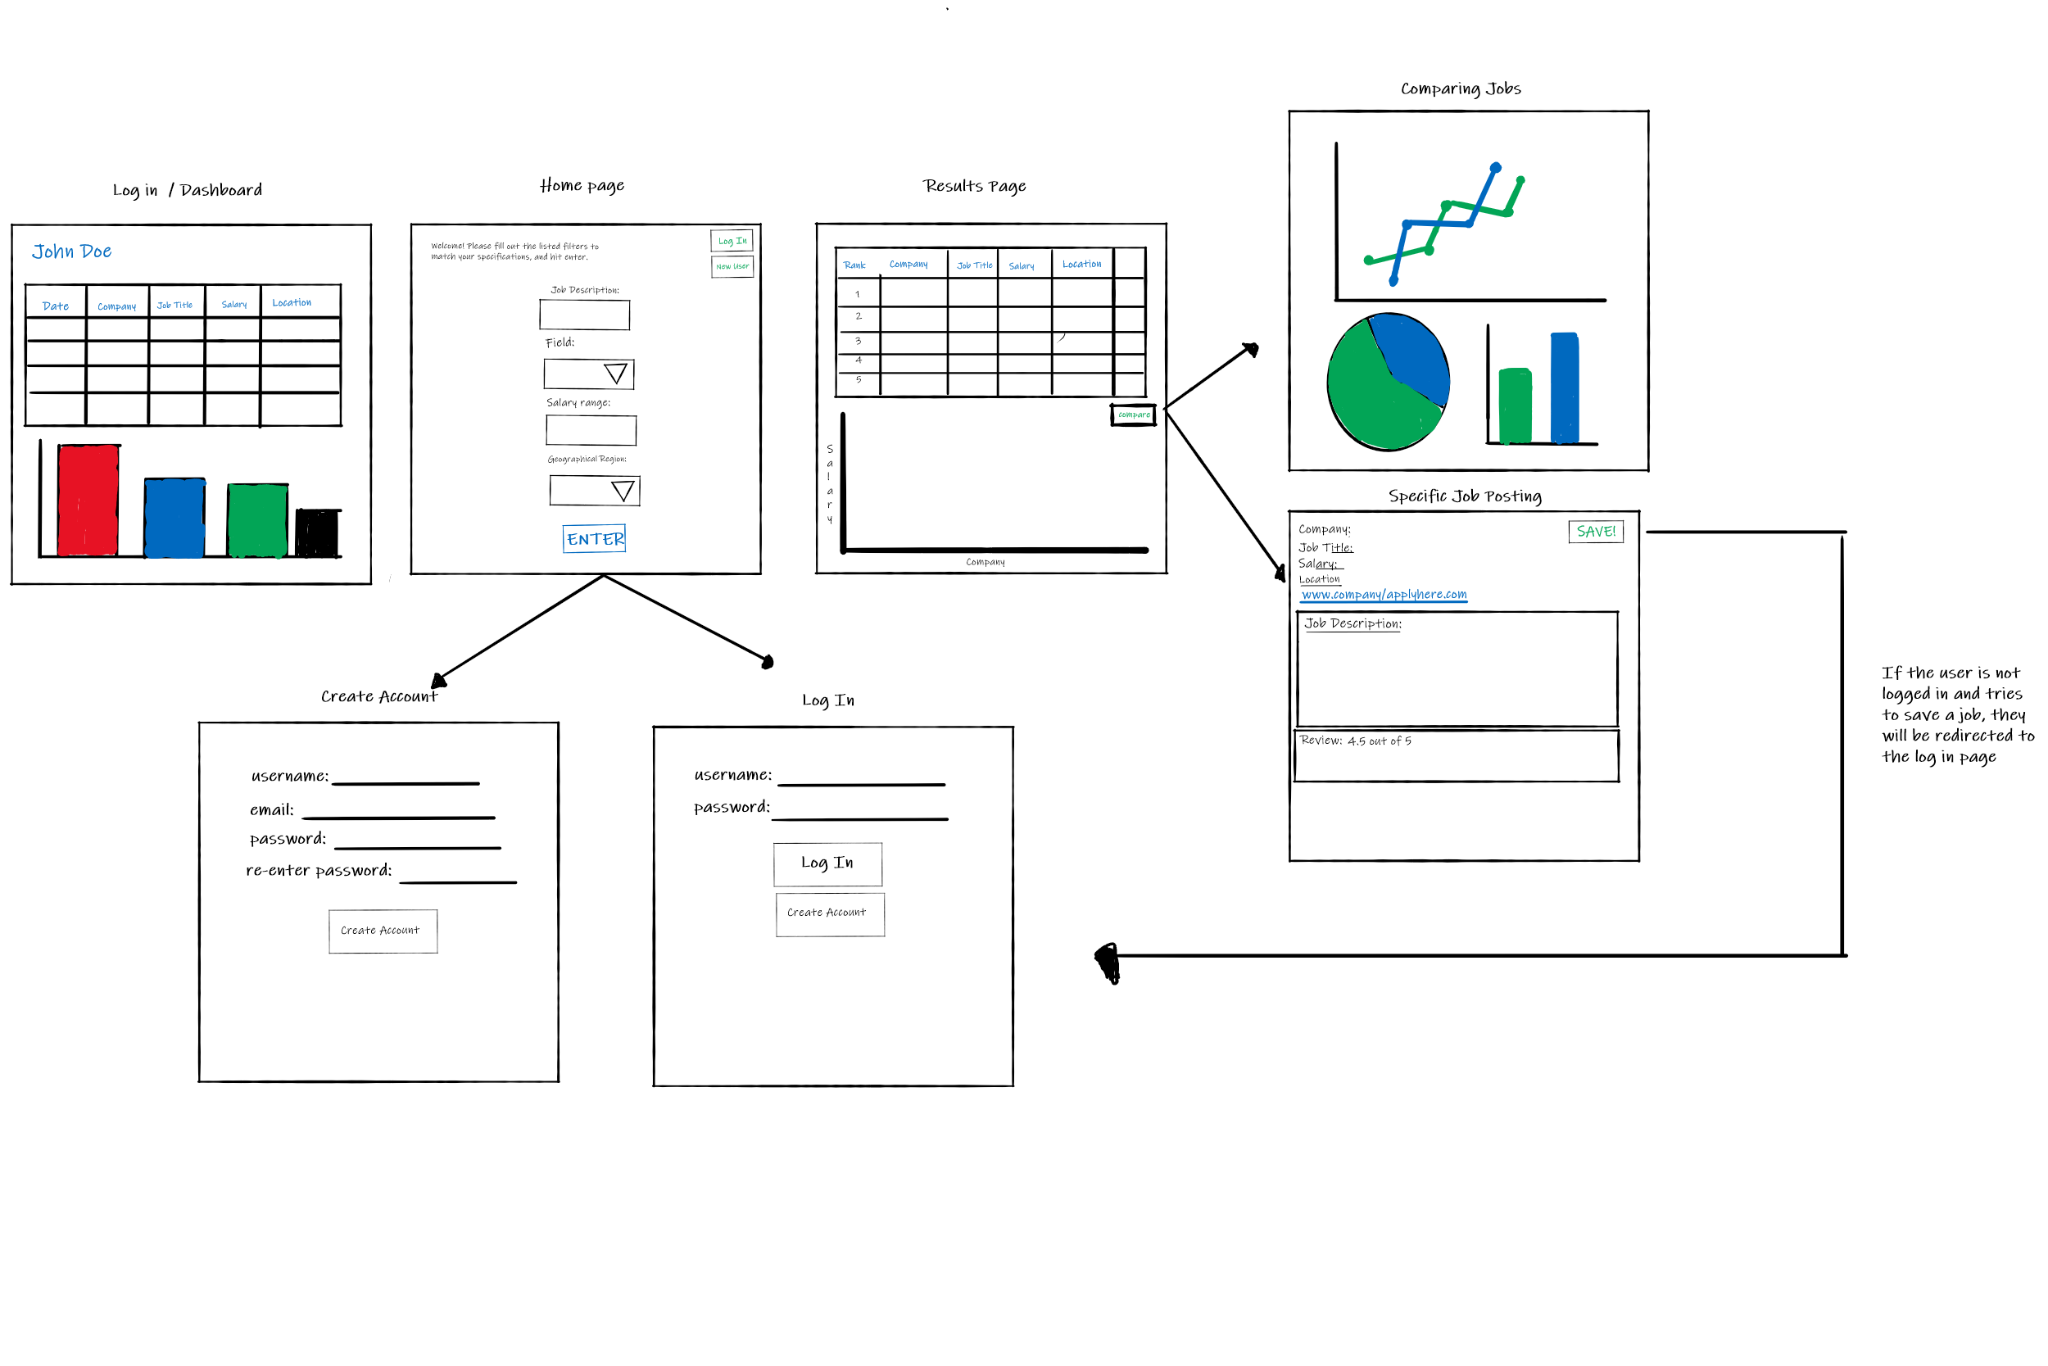 Log in / Dashboard
John Doe
Date Company Job Title Salary Location
Home page
Welcome! Please fill out the listed filters to
match your specifications, and hit enter.
Log In
New User
Job Description:
Field:
Salary range:
Geographical Region:
ENTER
Results Page
Rank Company Job Title Salary Location
1
2
3
4
5
compare
Salary
Company
Comparing Jobs
Specific Job Posting
SAVE!
Company:
Job Title:
Salary:
Location
www.company/applyhere.com
Job Description:
Review: 4.5 out of 5
If the user is not
logged in and tries
to save a job, they
will be redirected to
the log in page
Create Account
username:
email:
password:
re-enter password:
Create Account
Log In
username:
password:
Log In
Create Account